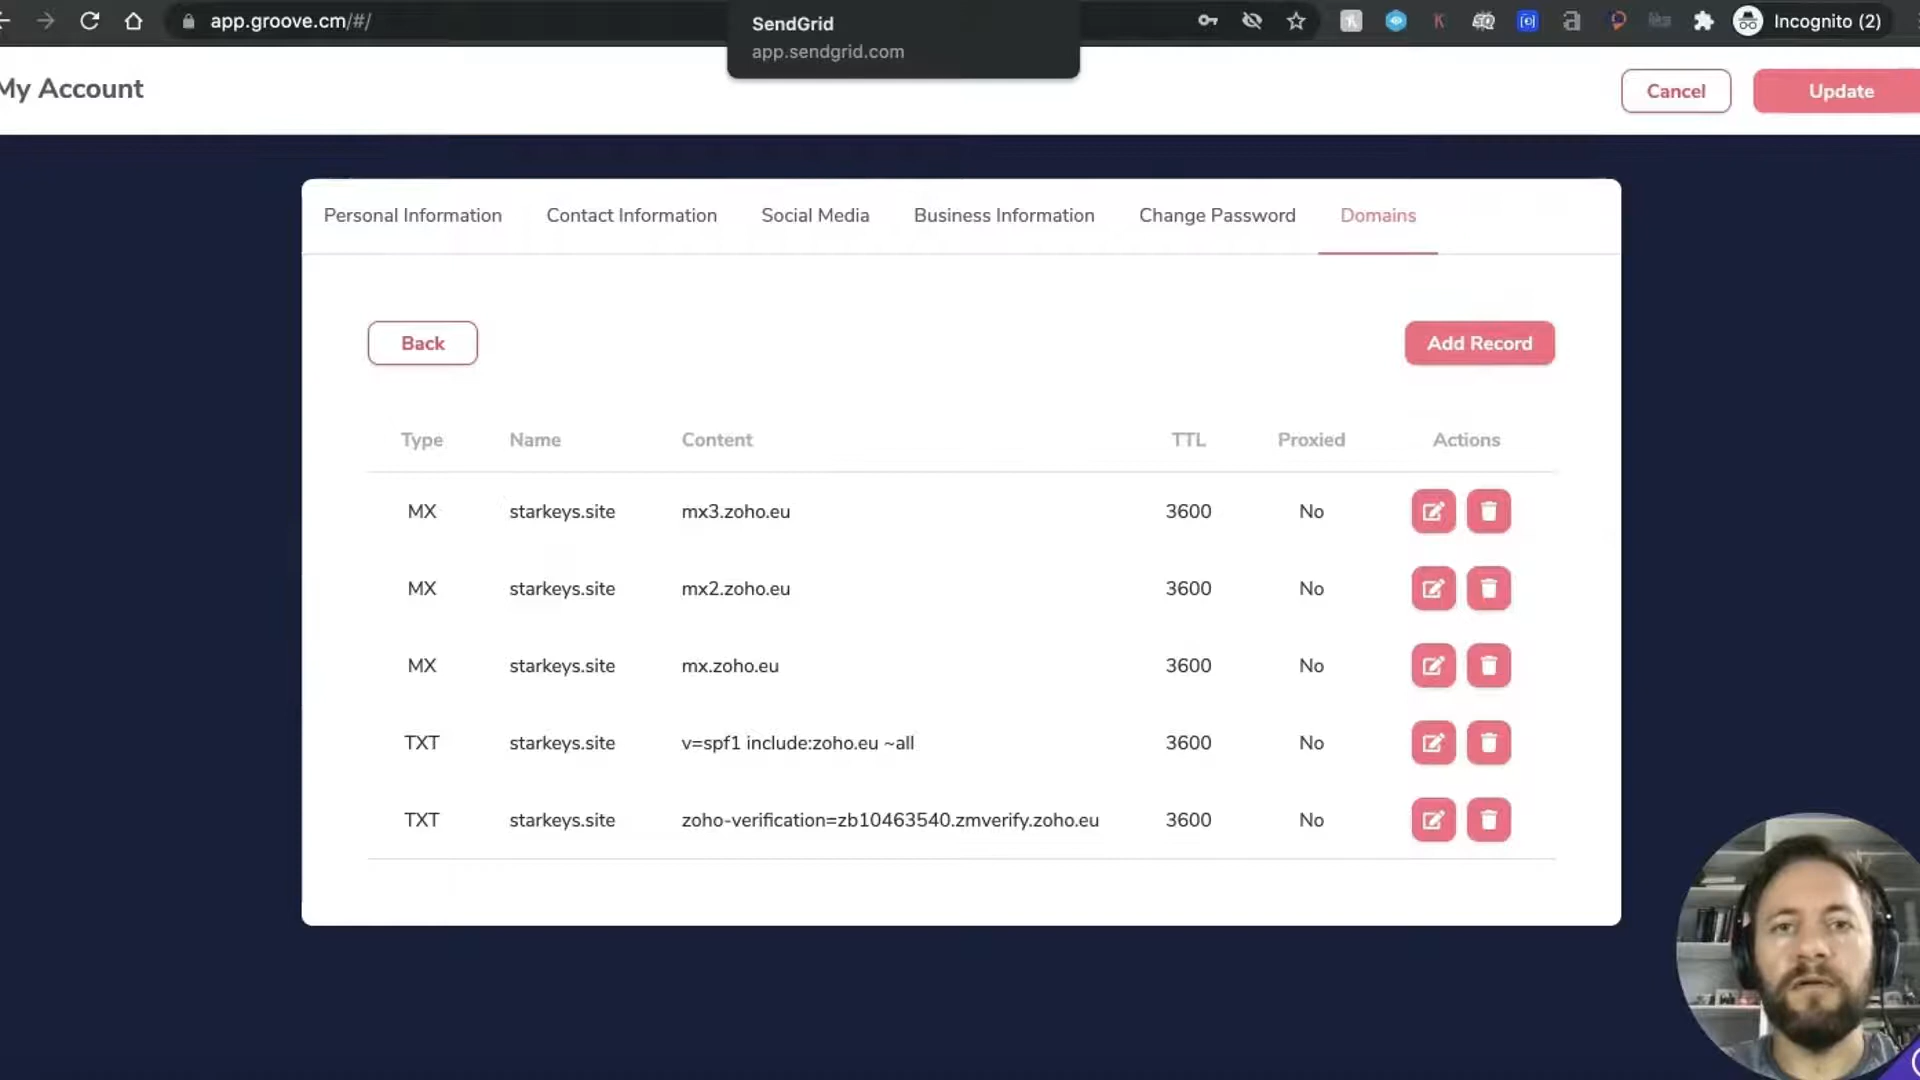 app.groove.cm/#/
SendGrid
app.sendgrid.com
Incognito (2)
My Account
Cancel
Update
Personal Information
Contact Information
Social Media
Business Information
Change Password
Domains
Back
Add Record
Type Name Content TTL Proxied Actions
MX starkeys.site mx3.zoho.eu 3600 No
MX starkeys.site mx2.zoho.eu 3600 No
MX starkeys.site mx.zoho.eu 3600 No
TXT starkeys.site v=spf1 include:zoho.eu ~all 3600 No
TXT starkeys.site zoho-verification=zb10463540.zmverify.zoho.eu 3600 No